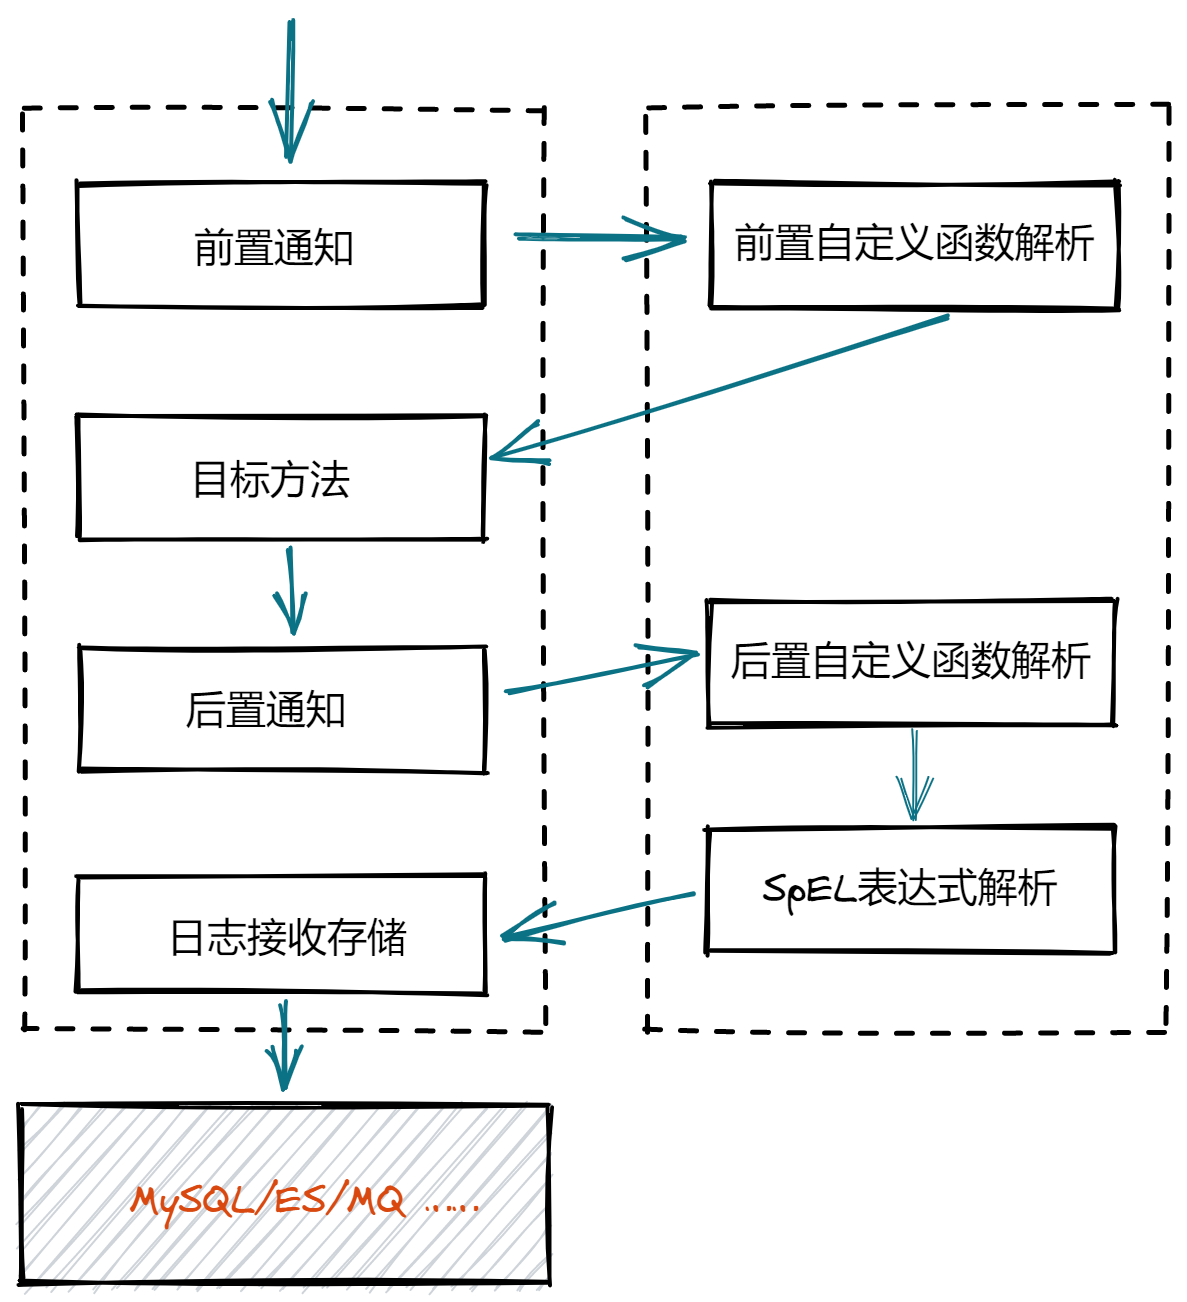 前置通知
前置自定义函数解析
目标方法
后置自定义函数解析
后置通知
SpEL表达式解析
日志接收存储
MySQL/ES/MQ ......